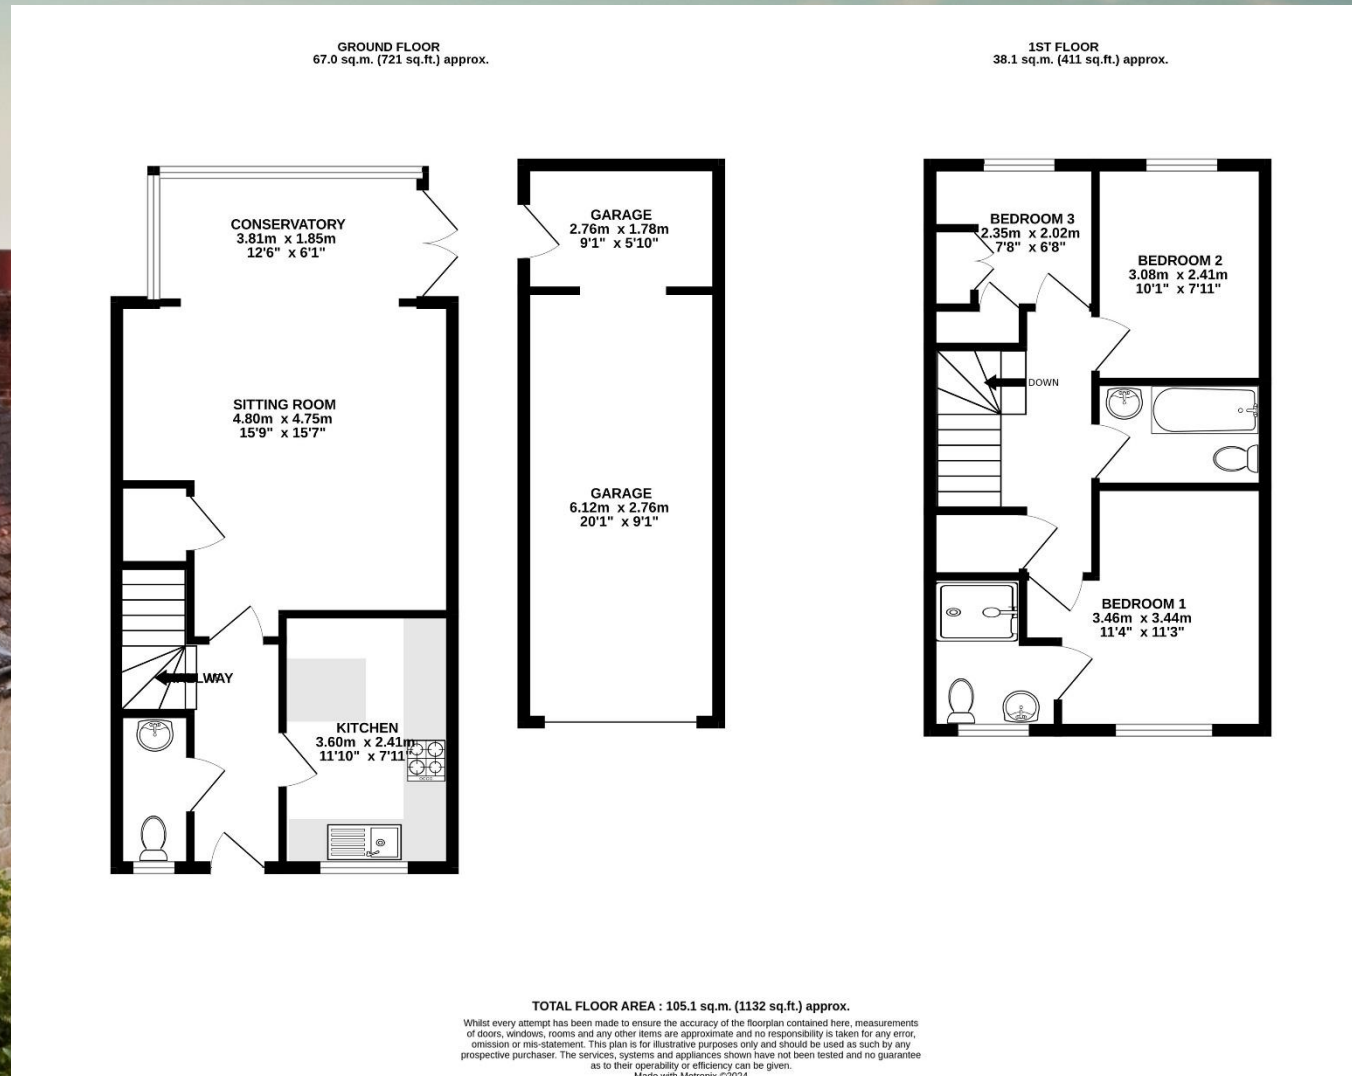 GROUND FLOOR
67.0 sq.m. (721 sq.ft.) approx.
1ST FLOOR
38.1 sq.m. (411 sq.ft.) approx.
CONSERVATORY
3.81m x 1.85m
12'6" x 6'1"
GARAGE
2.76m x 1.78m
9'1" x 5'10"
BEDROOM 3
2.35m x 2.02m
7'8" x 6'8"
BEDROOM 2
3.08m x 2.41m
10'1" x 7'11"
DOWN
SITTING ROOM
4.80m x 4.75m
15'9" x 15'7"
GARAGE
6.12m x 2.76m
20'1" x 9'1"
BEDROOM 1
3.46m x 3.44m
11'4" x 11'3"
KITCHEN
3.60m x 2.41m
11'10" x 7'11"
TOTAL FLOOR AREA : 105.1 sq.m. (1132 sq.ft.) approx.
Whilst every attempt has been made to ensure the accuracy of the floorplan contained here, measurements
of doors, windows, rooms and any other items are approximate and no responsibility is taken for any error,
omission or mis-statement. This plan is for illustrative purposes only and should be used as such by any
prospective purchaser. The services, systems and appliances shown have not been tested and no guarantee
as to their operability or efficiency can be given.
Made with Metropix ©2024